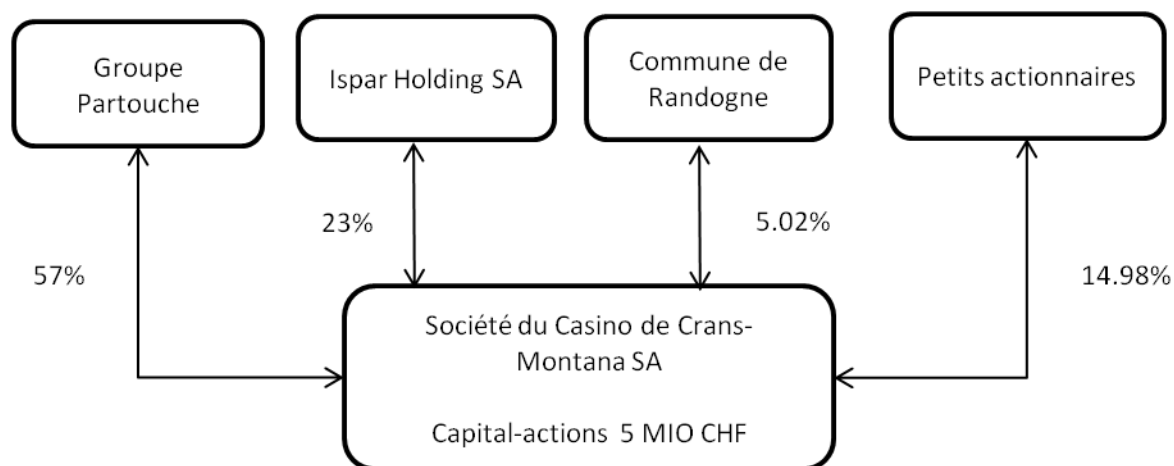 Groupe
Partouche
Ispar Holding SA
Commune de
Randogne
Petits actionnaires
57%
23%
5.02%
14.98%
Société du Casino de Crans-
Montana SA
Capital-actions 5 MIO CHF